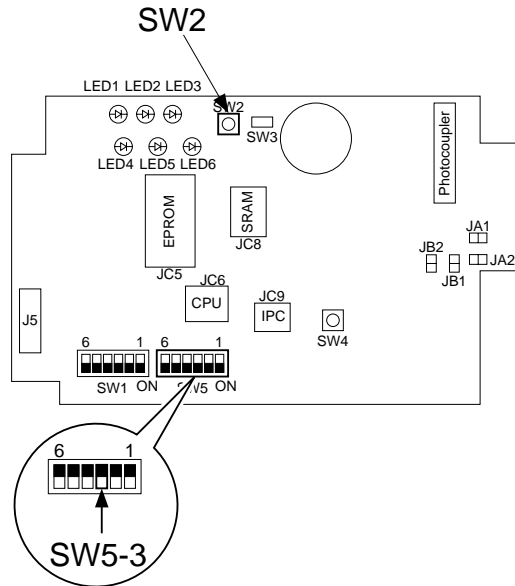 SW2
LED1 LED2 LED3
SW2
SW3
LED4 LED5 LED6
Photocoupler
EPROM
SRAM
JC5
JC8
JA1
JB2
JA2
JB1
JC6
CPU
JC9
IPC
J5
SW4
6 1
6 1
SW1 ON
SW5 ON
6 1
SW5-3